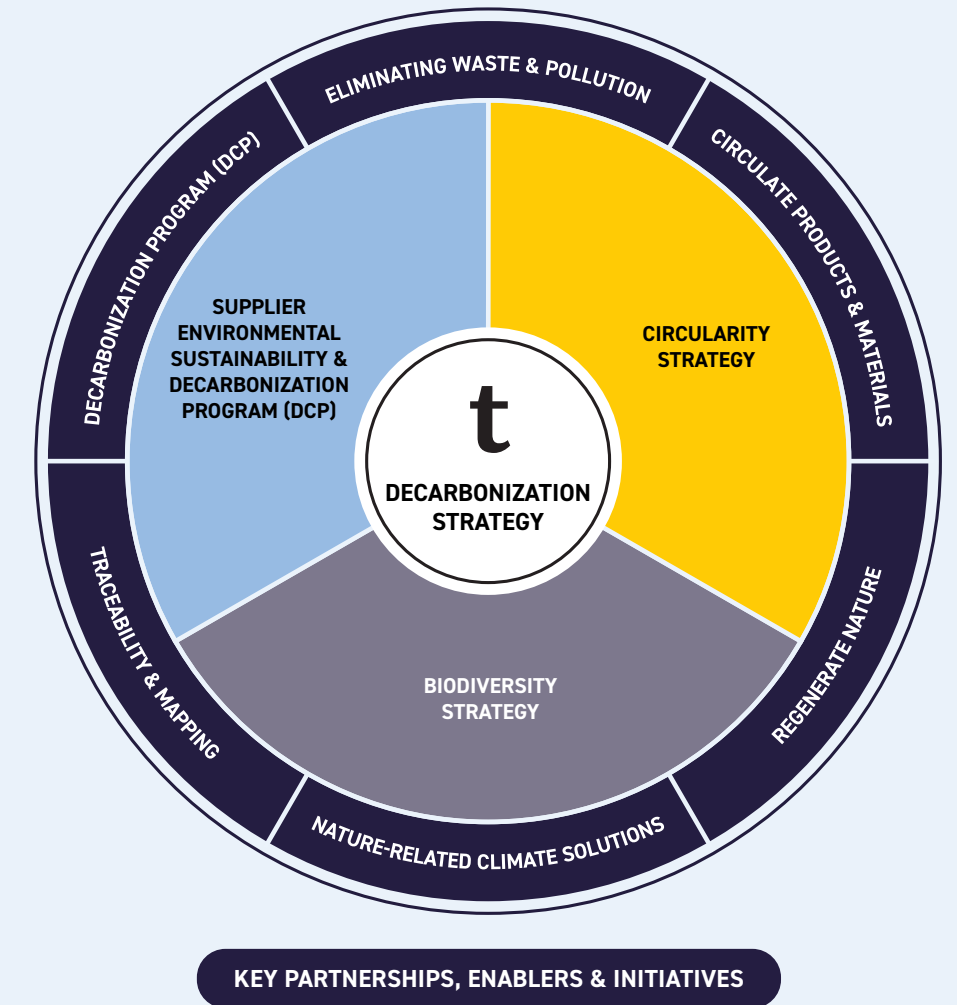 ELIMINATING WASTE & POLLUTION
CIRCULATE PRODUCTS & MATERIALS
REGENERATE NATURE
NATURE-RELATED CLIMATE SOLUTIONS
TRACEABILITY & MAPPING
DECARBONIZATION PROGRAM (DCP)
SUPPLIER
ENVIRONMENTAL
SUSTAINABILITY &
DECARBONIZATION
PROGRAM (DCP)
CIRCULARITY
STRATEGY
t
DECARBONIZATION
STRATEGY
BIODIVERSITY
STRATEGY
KEY PARTNERSHIPS, ENABLERS & INITIATIVES